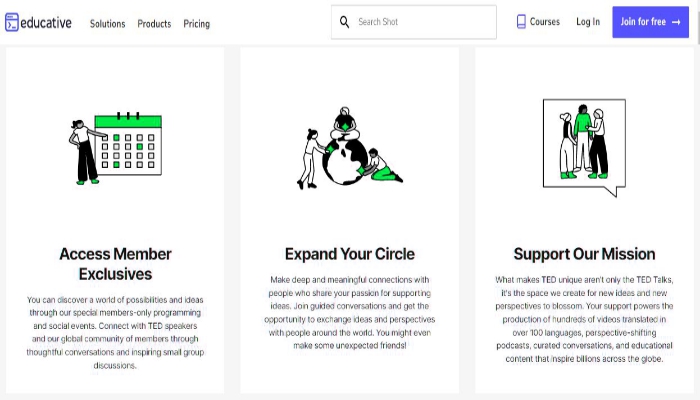 educative Solutions Products Pricing Search Shot Courses Log In Join for free →
Access Member
Exclusives
You can discover a world of possibilities and ideas
through our special members-only programming
and social events. Connect with TED speakers
and our global community of members through
thoughtful conversations and inspiring small group
discussions.
Expand Your Circle
Make deep and meaningful connections with
people who share your passion for supporting
ideas. Join guided conversations and get the
opportunity to exchange ideas and perspectives
with people around the world. You might even
make some unexpected friends!
Support Our Mission
What makes TED unique aren't only the TED Talks,
it's the space we create for new ideas and new
perspectives to blossom. Your support powers the
production of hundreds of videos translated in
over 100 languages, perspective-shifting
podcasts, curated conversations, and educational
content that inspire billions across the globe.